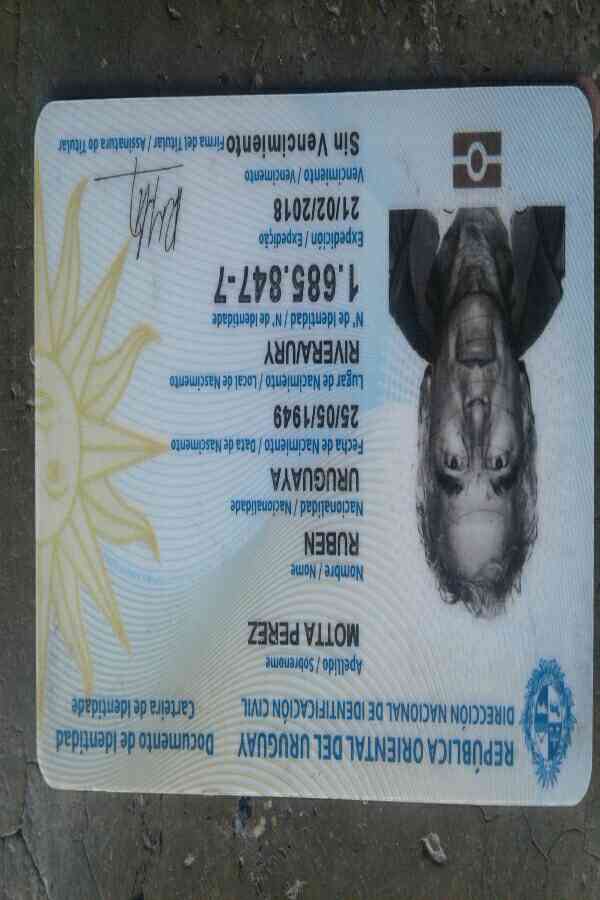 REPÚBLICA ORIENTAL DEL URUGUAY
DIRECCIÓN NACIONAL DE IDENTIFICACIÓN CIVIL
Documento de Identidad
Carteira de Identidade
Apellido / Sobrenome
MOTTA PEREZ
Nombre / Nome
RUBEN
Nacionalidad / Nacionalidade
URUGUAYA
Fecha de Nacimiento / Data de Nascimento
25/05/1949
Lugar de Nacimiento / Local de Nascimento
RIVERA/URY
N° de Identidad / N° de Identidade
1.685.847-7
Expedición / Expedição
21/02/2018
Vencimiento / Vencimento
Sin Vencimiento
Firma del Titular / Assinatura do Titular